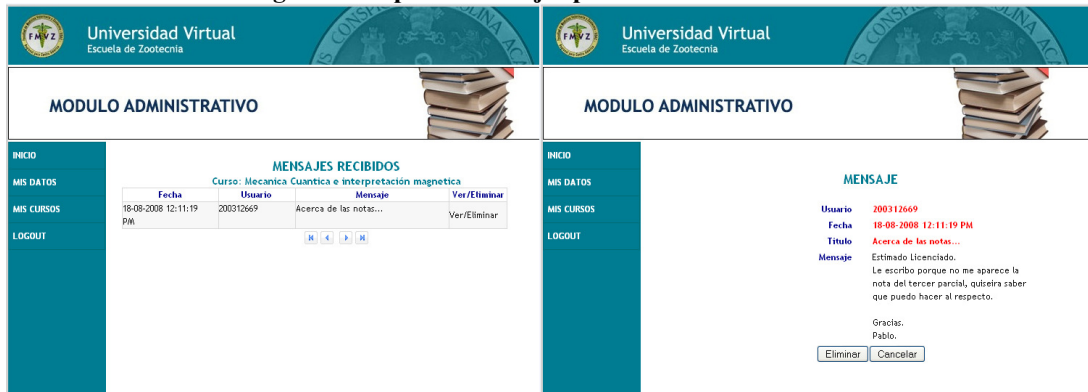 FMVZ
Universidad Virtual
Escuela de Zootecnia
MODULO ADMINISTRATIVO
INICIO
MIS DATOS
MIS CURSOS
LOGOUT
MENSAJES RECIBIDOS
Curso: Mecanica Cuantica e interpretación magnetica
Fecha Usuario Mensaje Ver/Eliminar
18-08-2008 12:11:19 PM 200312669 Acerca de las notas... Ver/Eliminar
FMVZ
Universidad Virtual
Escuela de Zootecnia
MODULO ADMINISTRATIVO
INICIO
MIS DATOS
MIS CURSOS
LOGOUT
MENSAJE
Usuario 200312669
Fecha 18-08-2008 12:11:19 PM
Titulo Acerca de las notas...
Mensaje Estimado Licenciado.
Le escribo porque no me aparece la
nota del tercer parcial, quiseira saber
que puedo hacer al respecto.
Gracias.
Pablo.
Eliminar Cancelar